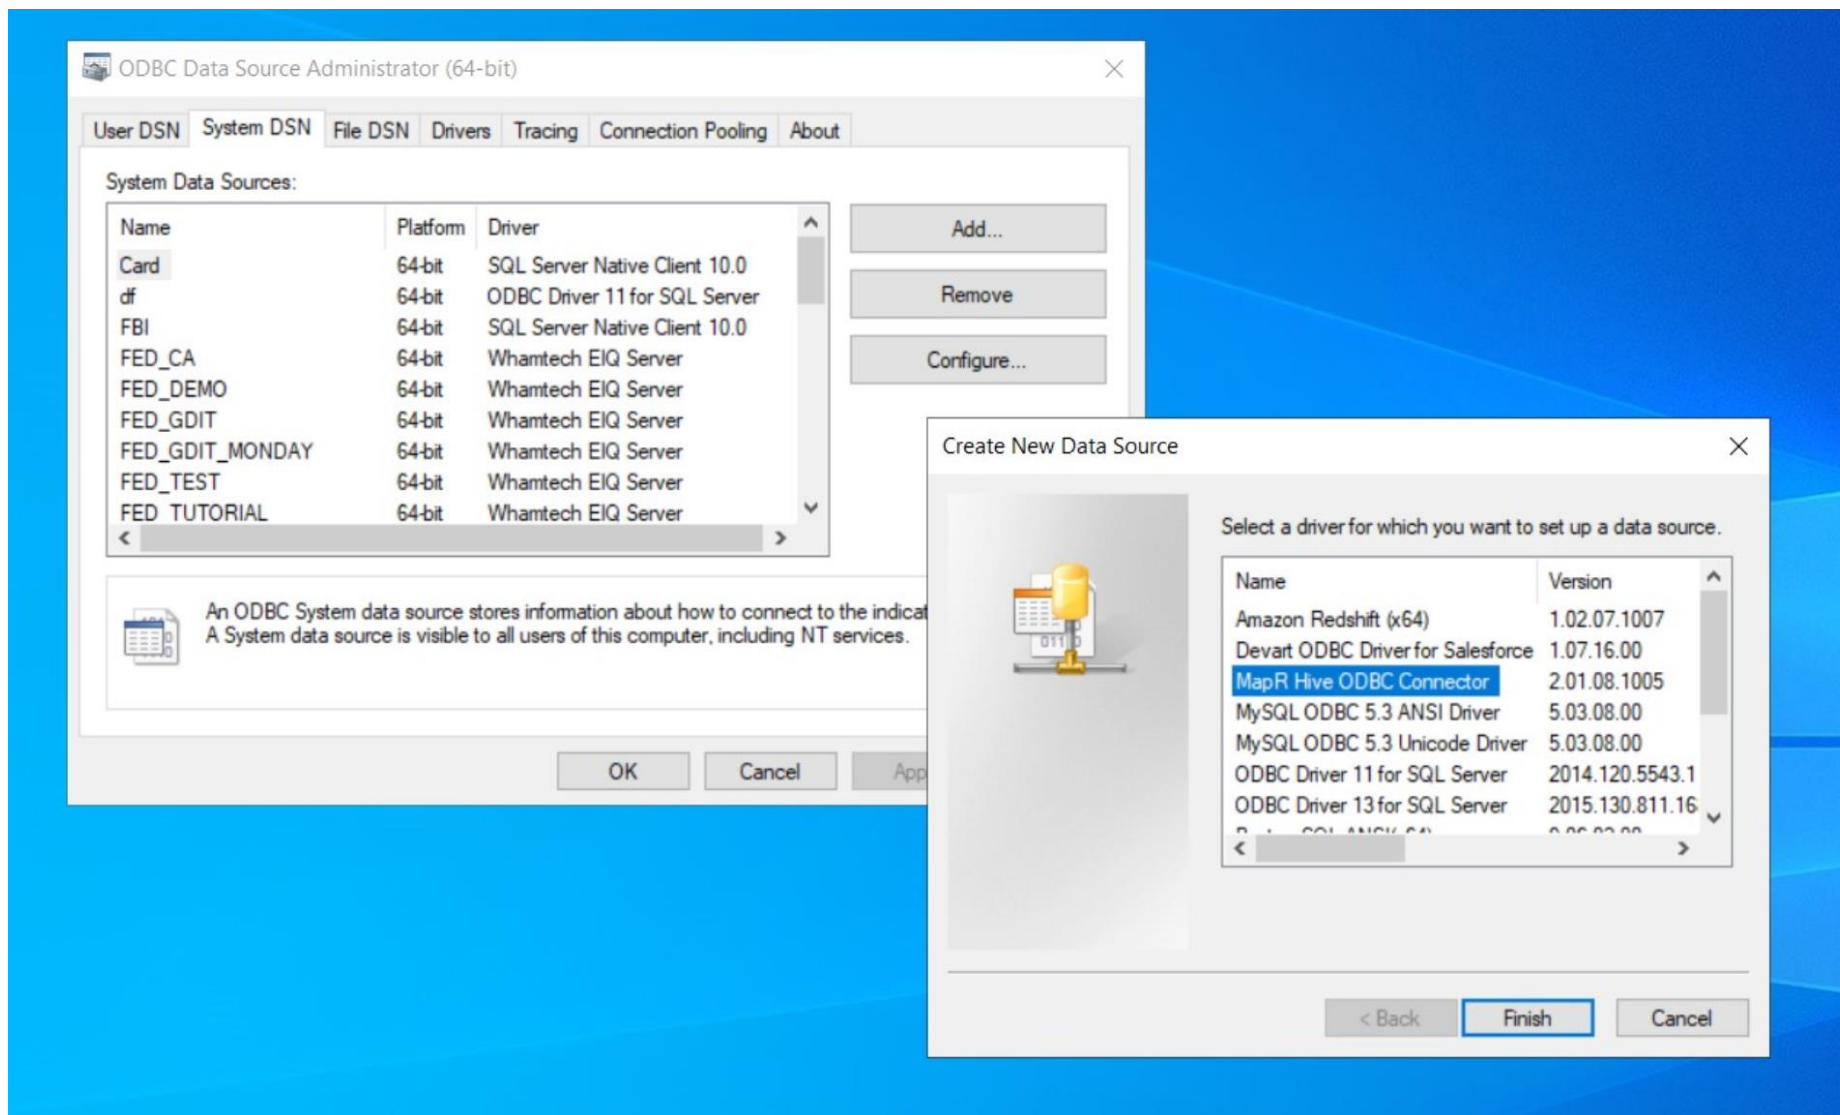 ODBC Data Source Administrator (64-bit)
User DSN System DSN File DSN Drivers Tracing Connection Pooling About
System Data Sources:
Name Platform Driver
Card 64-bit SQL Server Native Client 10.0
df 64-bit ODBC Driver 11 for SQL Server
FBI 64-bit SQL Server Native Client 10.0
FED_CA 64-bit Whamtech EIQ Server
FED_DEMO 64-bit Whamtech EIQ Server
FED_GDIT 64-bit Whamtech EIQ Server
FED_GDIT_MONDAY 64-bit Whamtech EIQ Server
FED_TEST 64-bit Whamtech EIQ Server
FED_TUTORIAL 64-bit Whamtech EIQ Server
Add...
Remove
Configure...
An ODBC System data source stores information about how to connect to the indicat
A System data source is visible to all users of this computer, including NT services.
OK Cancel App
Create New Data Source
Select a driver for which you want to set up a data source.
Name Version
Amazon Redshift (x64) 1.02.07.1007
Devart ODBC Driver for Salesforce 1.07.16.00
MapR Hive ODBC Connector 2.01.08.1005
MySQL ODBC 5.3 ANSI Driver 5.03.08.00
MySQL ODBC 5.3 Unicode Driver 5.03.08.00
ODBC Driver 11 for SQL Server 2014.120.5543.1
ODBC Driver 13 for SQL Server 2015.130.811.16
< Back Finish Cancel